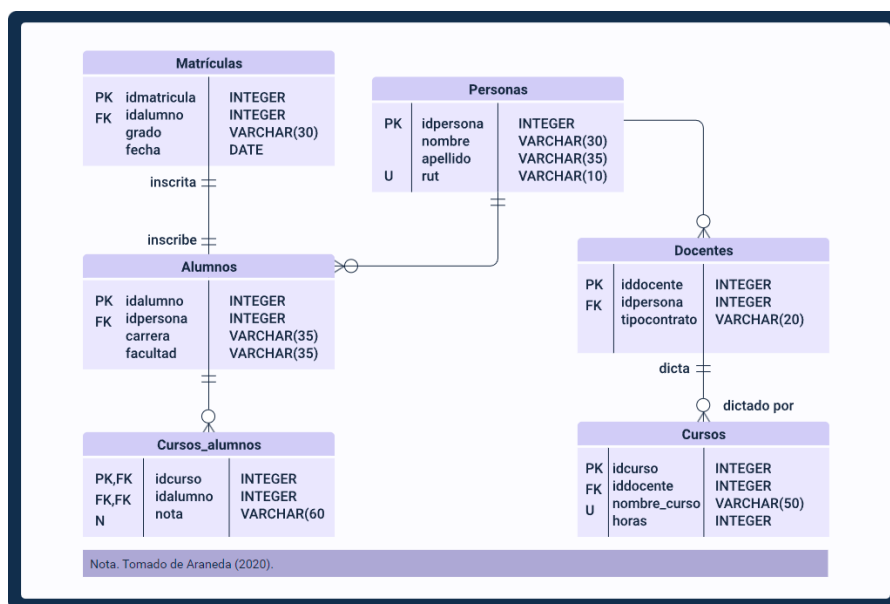 Matrículas
PK idmatricula INTEGER
FK idalumno INTEGER
grado VARCHAR(30)
fecha DATE
inscrita
inscribe
Alumnos
PK idalumno INTEGER
FK idpersona INTEGER
carrera VARCHAR(35)
facultad VARCHAR(35)
Cursos_alumnos
PK,FK idcurso INTEGER
FK,FK idalumno INTEGER
N nota VARCHAR(60
Personas
PK idpersona INTEGER
nombre VARCHAR(30)
apellido VARCHAR(35)
U rut VARCHAR(10)
Docentes
PK iddocente INTEGER
FK idpersona INTEGER
tipocontrato VARCHAR(20)
dicta
dictado por
Cursos
PK idcurso INTEGER
FK iddocente INTEGER
U nombre_curso VARCHAR(50)
horas INTEGER
Nota. Tomado de Araneda (2020).